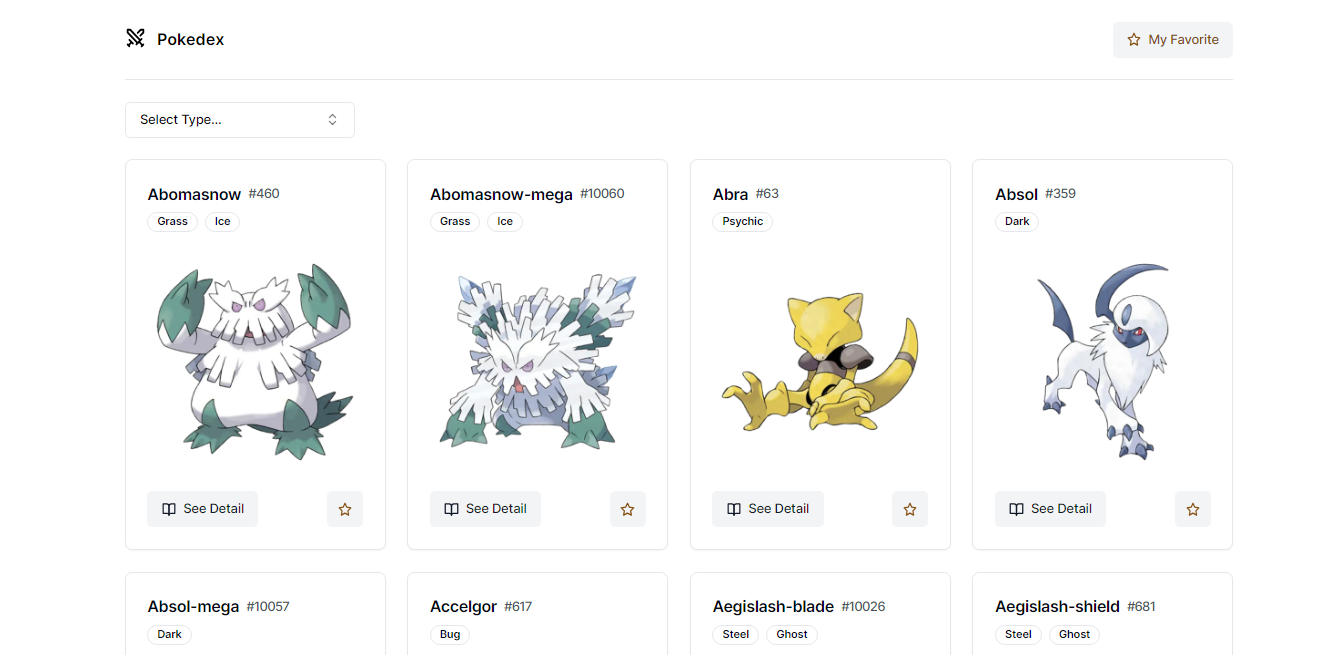 Pokedex
My Favorite
Select Type...
Abomasnow #460
Grass Ice
See Detail
Abomasnow-mega #10060
Grass Ice
See Detail
Abra #63
Psychic
See Detail
Absol #359
Dark
See Detail
Absol-mega #10057
Dark
Accelgor #617
Bug
Aegislash-blade #10026
Steel Ghost
Aegislash-shield #681
Steel Ghost